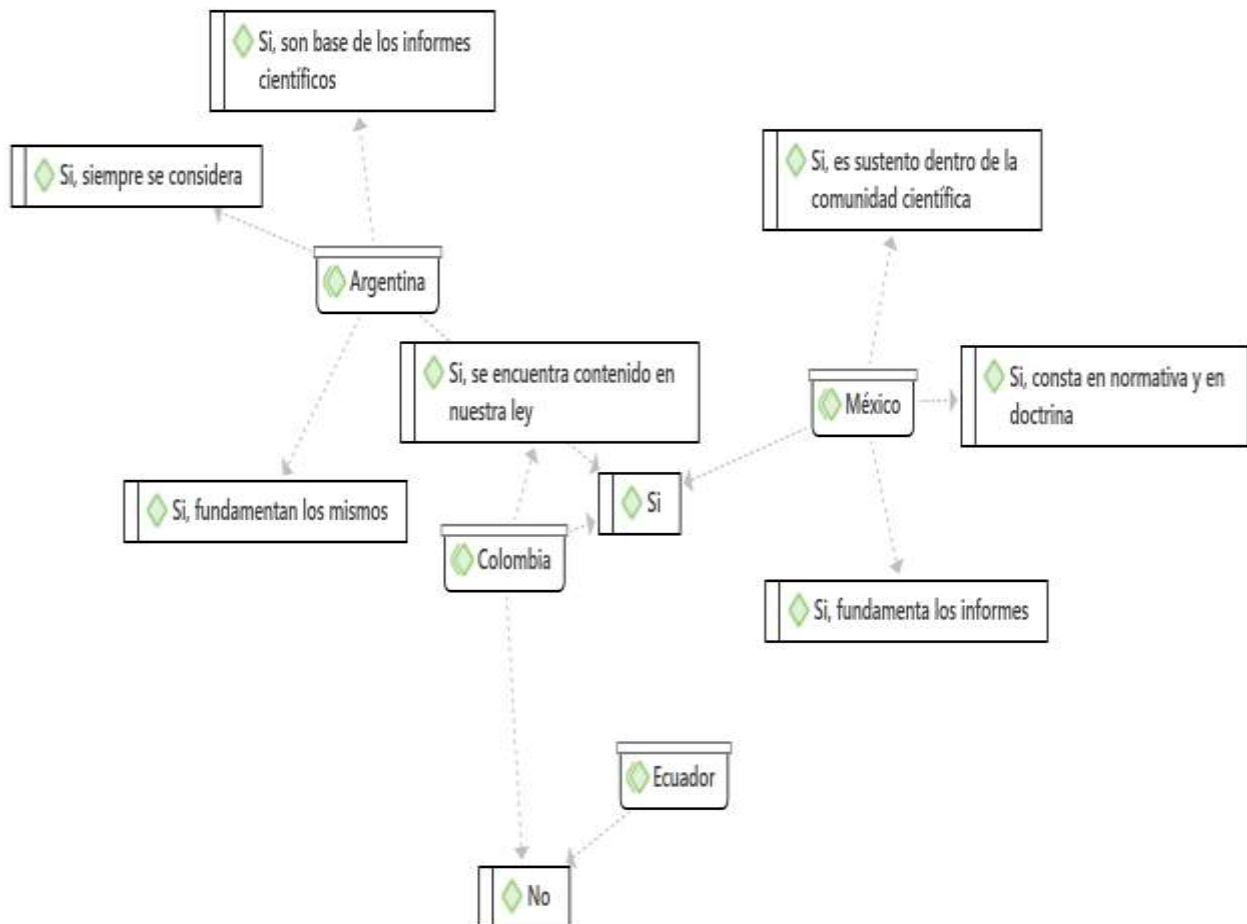 Si, son base de los informes
científicos
Si, siempre se considera
Si, es sustento dentro de la
comunidad científica
Argentina
Si, se encuentra contenido en
nuestra ley
México
Si, consta en normativa y en
doctrina
Si, fundamentan los mismos
Si
Colombia
Si, fundamenta los informes
Ecuador
No